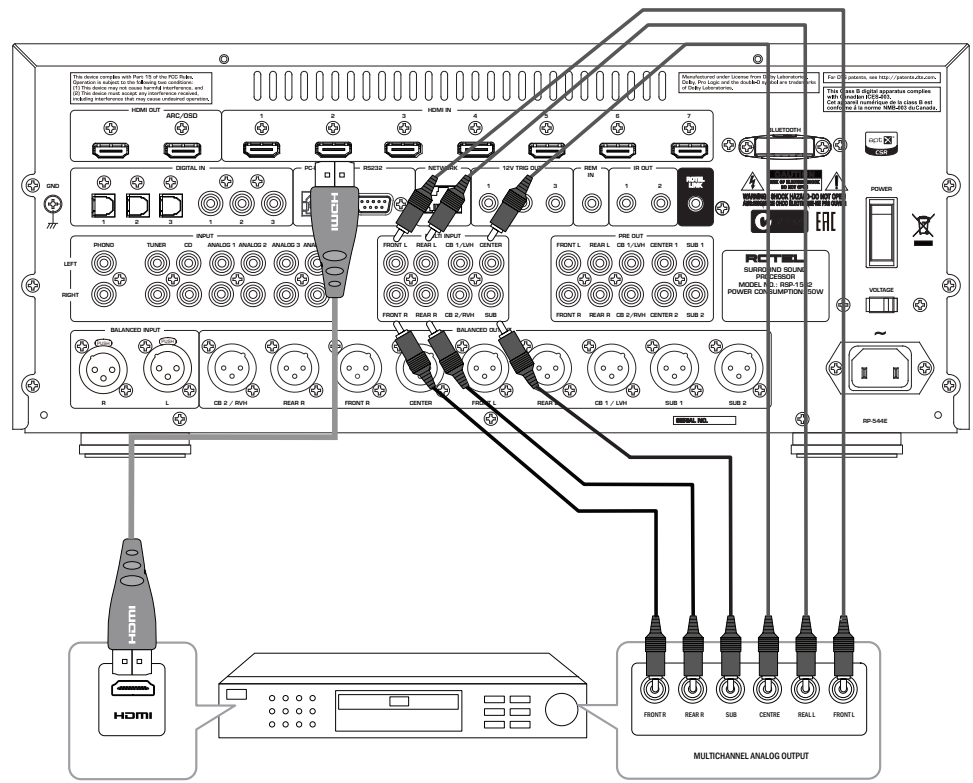 This device complies with Part 15 of the FCC Rules.
Operation is subject to the following two conditions:
(1) This device may not cause harmful interference, and
(2) This device must accept any interference received,
including interference that may cause undesired operation.
Manufactured under License from Dolby Laboratories.
Dolby, Pro Logic and the double-D symbol are trademarks
of Dolby Laboratories.
For DTS patents, see http://patents.dts.com.
This Class B digital apparatus complies
with Canadian ICES-003.
Cet appareil numérique de la class B est
conforme à la norme NMB-003 du Canada.
HDMI OUT
ARC/OSD
HDMI IN
1 2 3 4 5 6 7
BLUETOOTH
aptX
CSR
GND
DIGITAL IN
1 2 3 1 2 3
RS232
NETWORK
12V TRIG OUT
1 3
REM
IN
IR OUT
1 2
ROTEL
LINK
HDMI
POWER
EAC
INPUT
PHONO TUNER CD ANALOG 1 ANALOG 2 ANALOG 3
LEFT
RIGHT
INPUT
FRONT L REAR L CB 1/LVH CENTER
FRONT R REAR R CB 2/RVH SUB
PRE OUT
FRONT L REAR L CB 1/LVH CENTER 1 SUB 1
FRONT R REAR R CB 2/RVH CENTER 2 SUB 2
ROTEL
SURROUND SOUND
PROCESSOR
MODEL NO.:
POWER CONSUMPTION:
VOLTAGE
~
BALANCED INPUT
PUSH PUSH
R L
BALANCED
CB 2 / RVH REAR R FRONT R CENTER FRONT L CB 1 / LVH SUB 1 SUB 2
SERIAL NO.
RP-544E
HDMI
HDMI
FRONT R REAR R SUB CENTRE REAL L FRONT L
MULTICHANNEL ANALOG OUTPUT